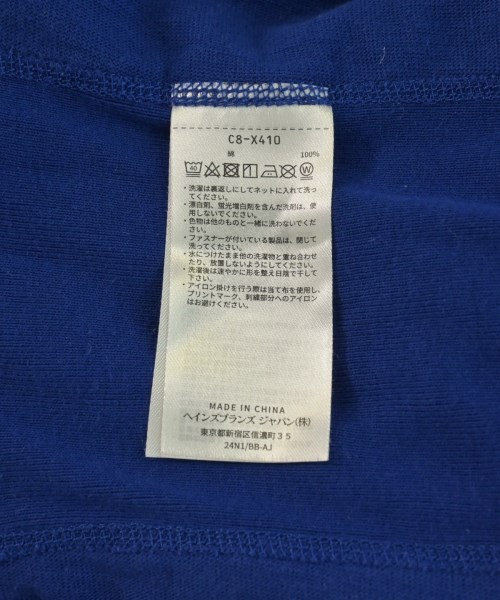 C8-X410
綿 100%
40
・洗濯は裏返しにしてネットに入れて洗っ
てください。
・漂白剤、蛍光増白剤を含んだ洗剤は、使
用しないでください。
・色物は他のものと一緒に洗わないでくだ
さい。
・ファスナーが付いている製品は、閉じて
洗ってください。
・水につけたまま他の洗濯物と重ね合わせ
たり、放置しないようにしてください。
・洗濯後は速やかに形を整え日陰で干して
下さい。
・アイロン掛けを行う際は当て布を使用し、
プリントマーク、刺繍部分へのアイロン
はお避けください。
MADE IN CHINA
ヘインズブランズ ジャパン(株)
東京都新宿区信濃町35
24N1/BB-AJ